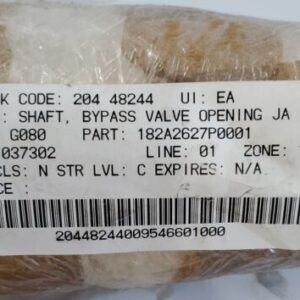 K CODE: 204 48244 UI: EA
: SHAFT, BYPASS VALVE OPENING JA
G080 PART: 182A2627P0001
037302 LINE: 01 ZONE:
CLS: N STR LVL: C EXPIRES: N/A
CE :
20448244009546601000